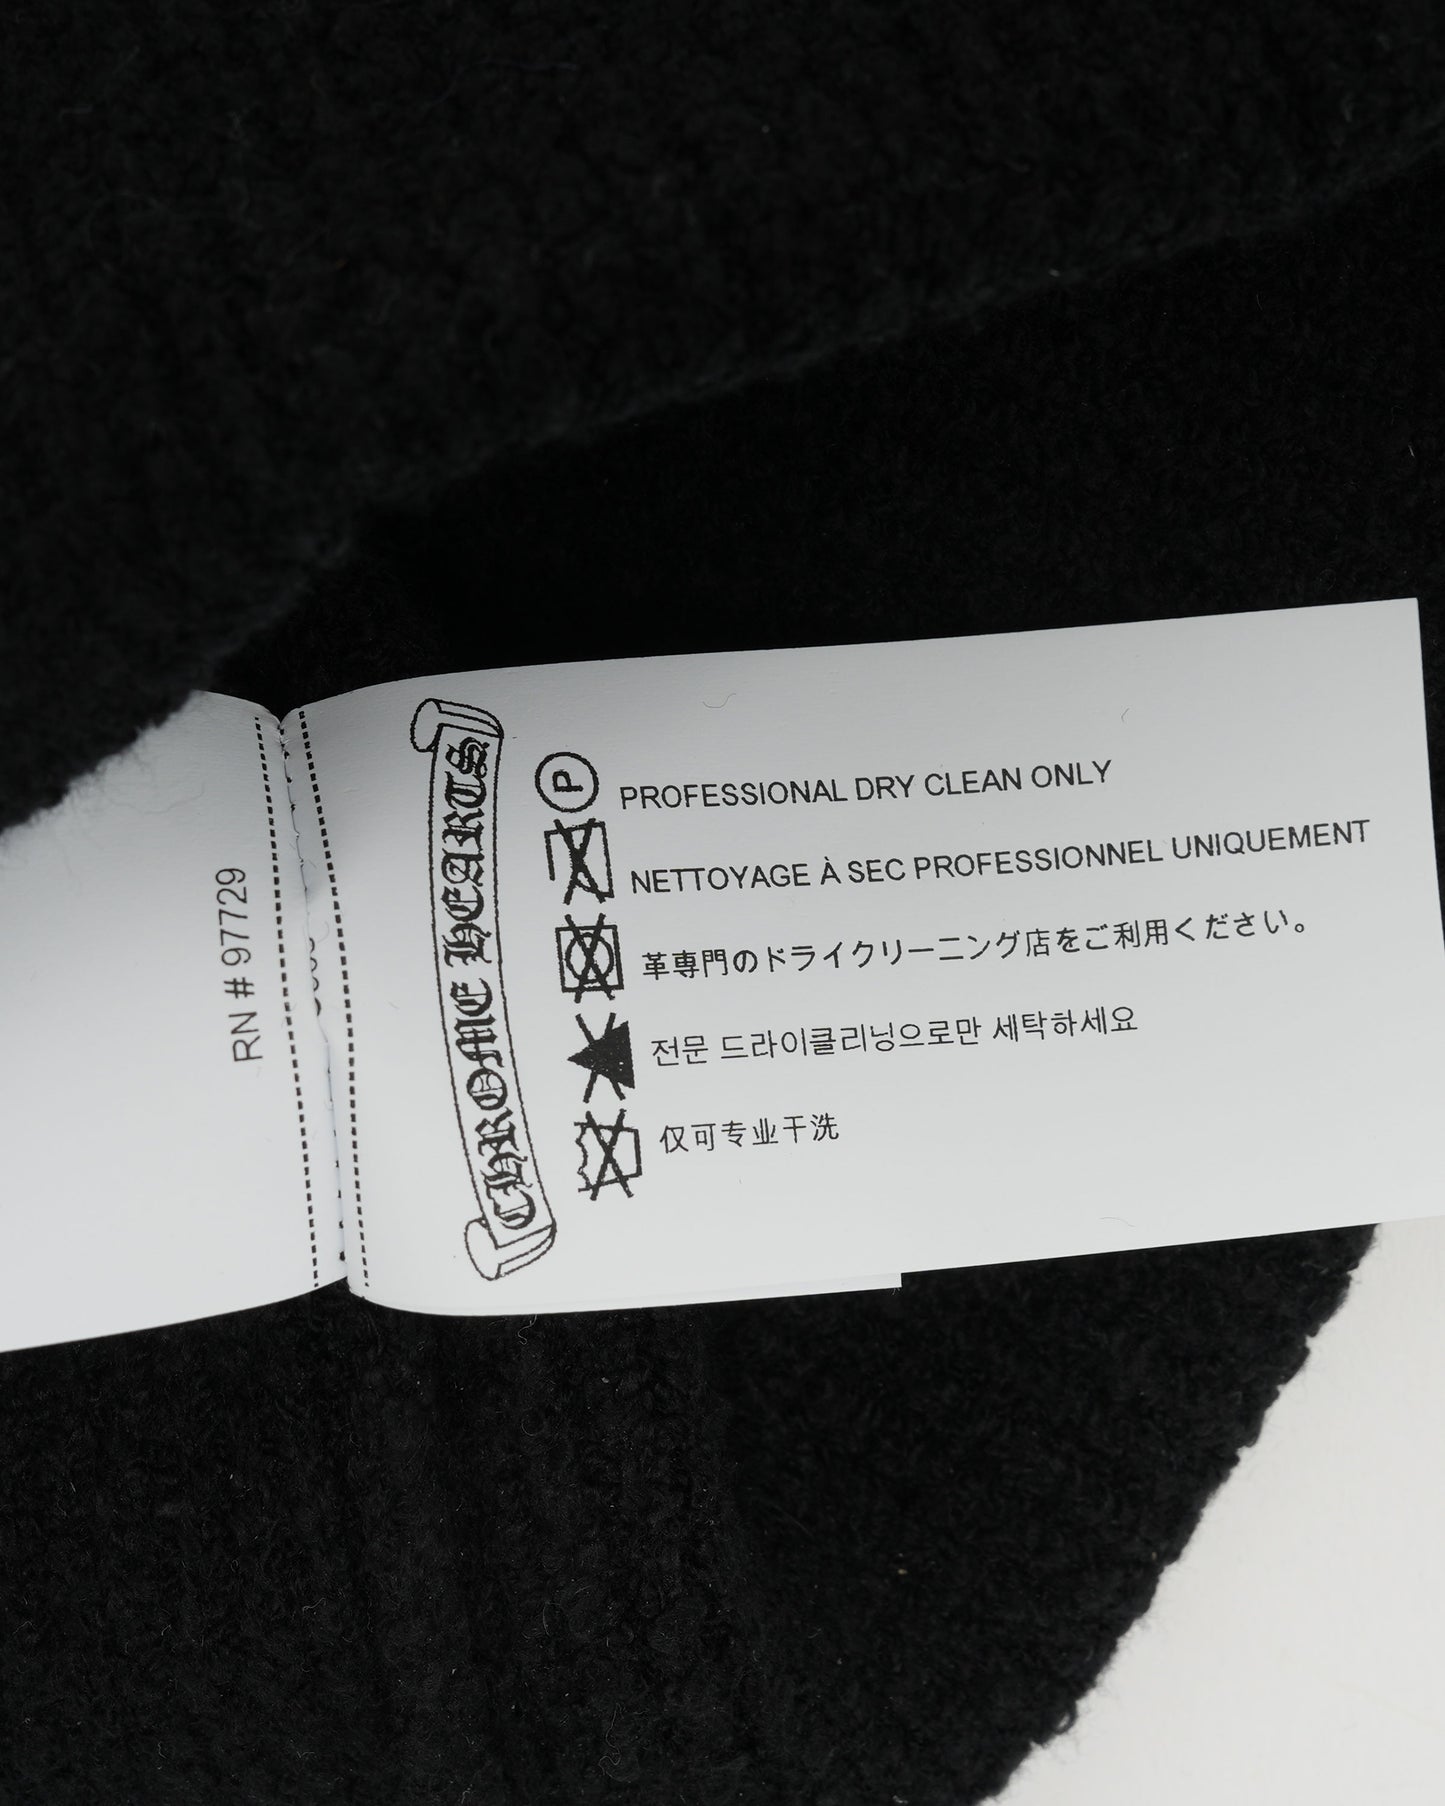 RN # 97729
CHROME HEARTS
P
PROFESSIONAL DRY CLEAN ONLY
NETTOYAGE À SEC PROFESSIONNEL UNIQUEMENT
革専門のドライクリーニング店をご利用ください。
전문 드라이클리닝으로만 세탁하세요
仅可专业干洗